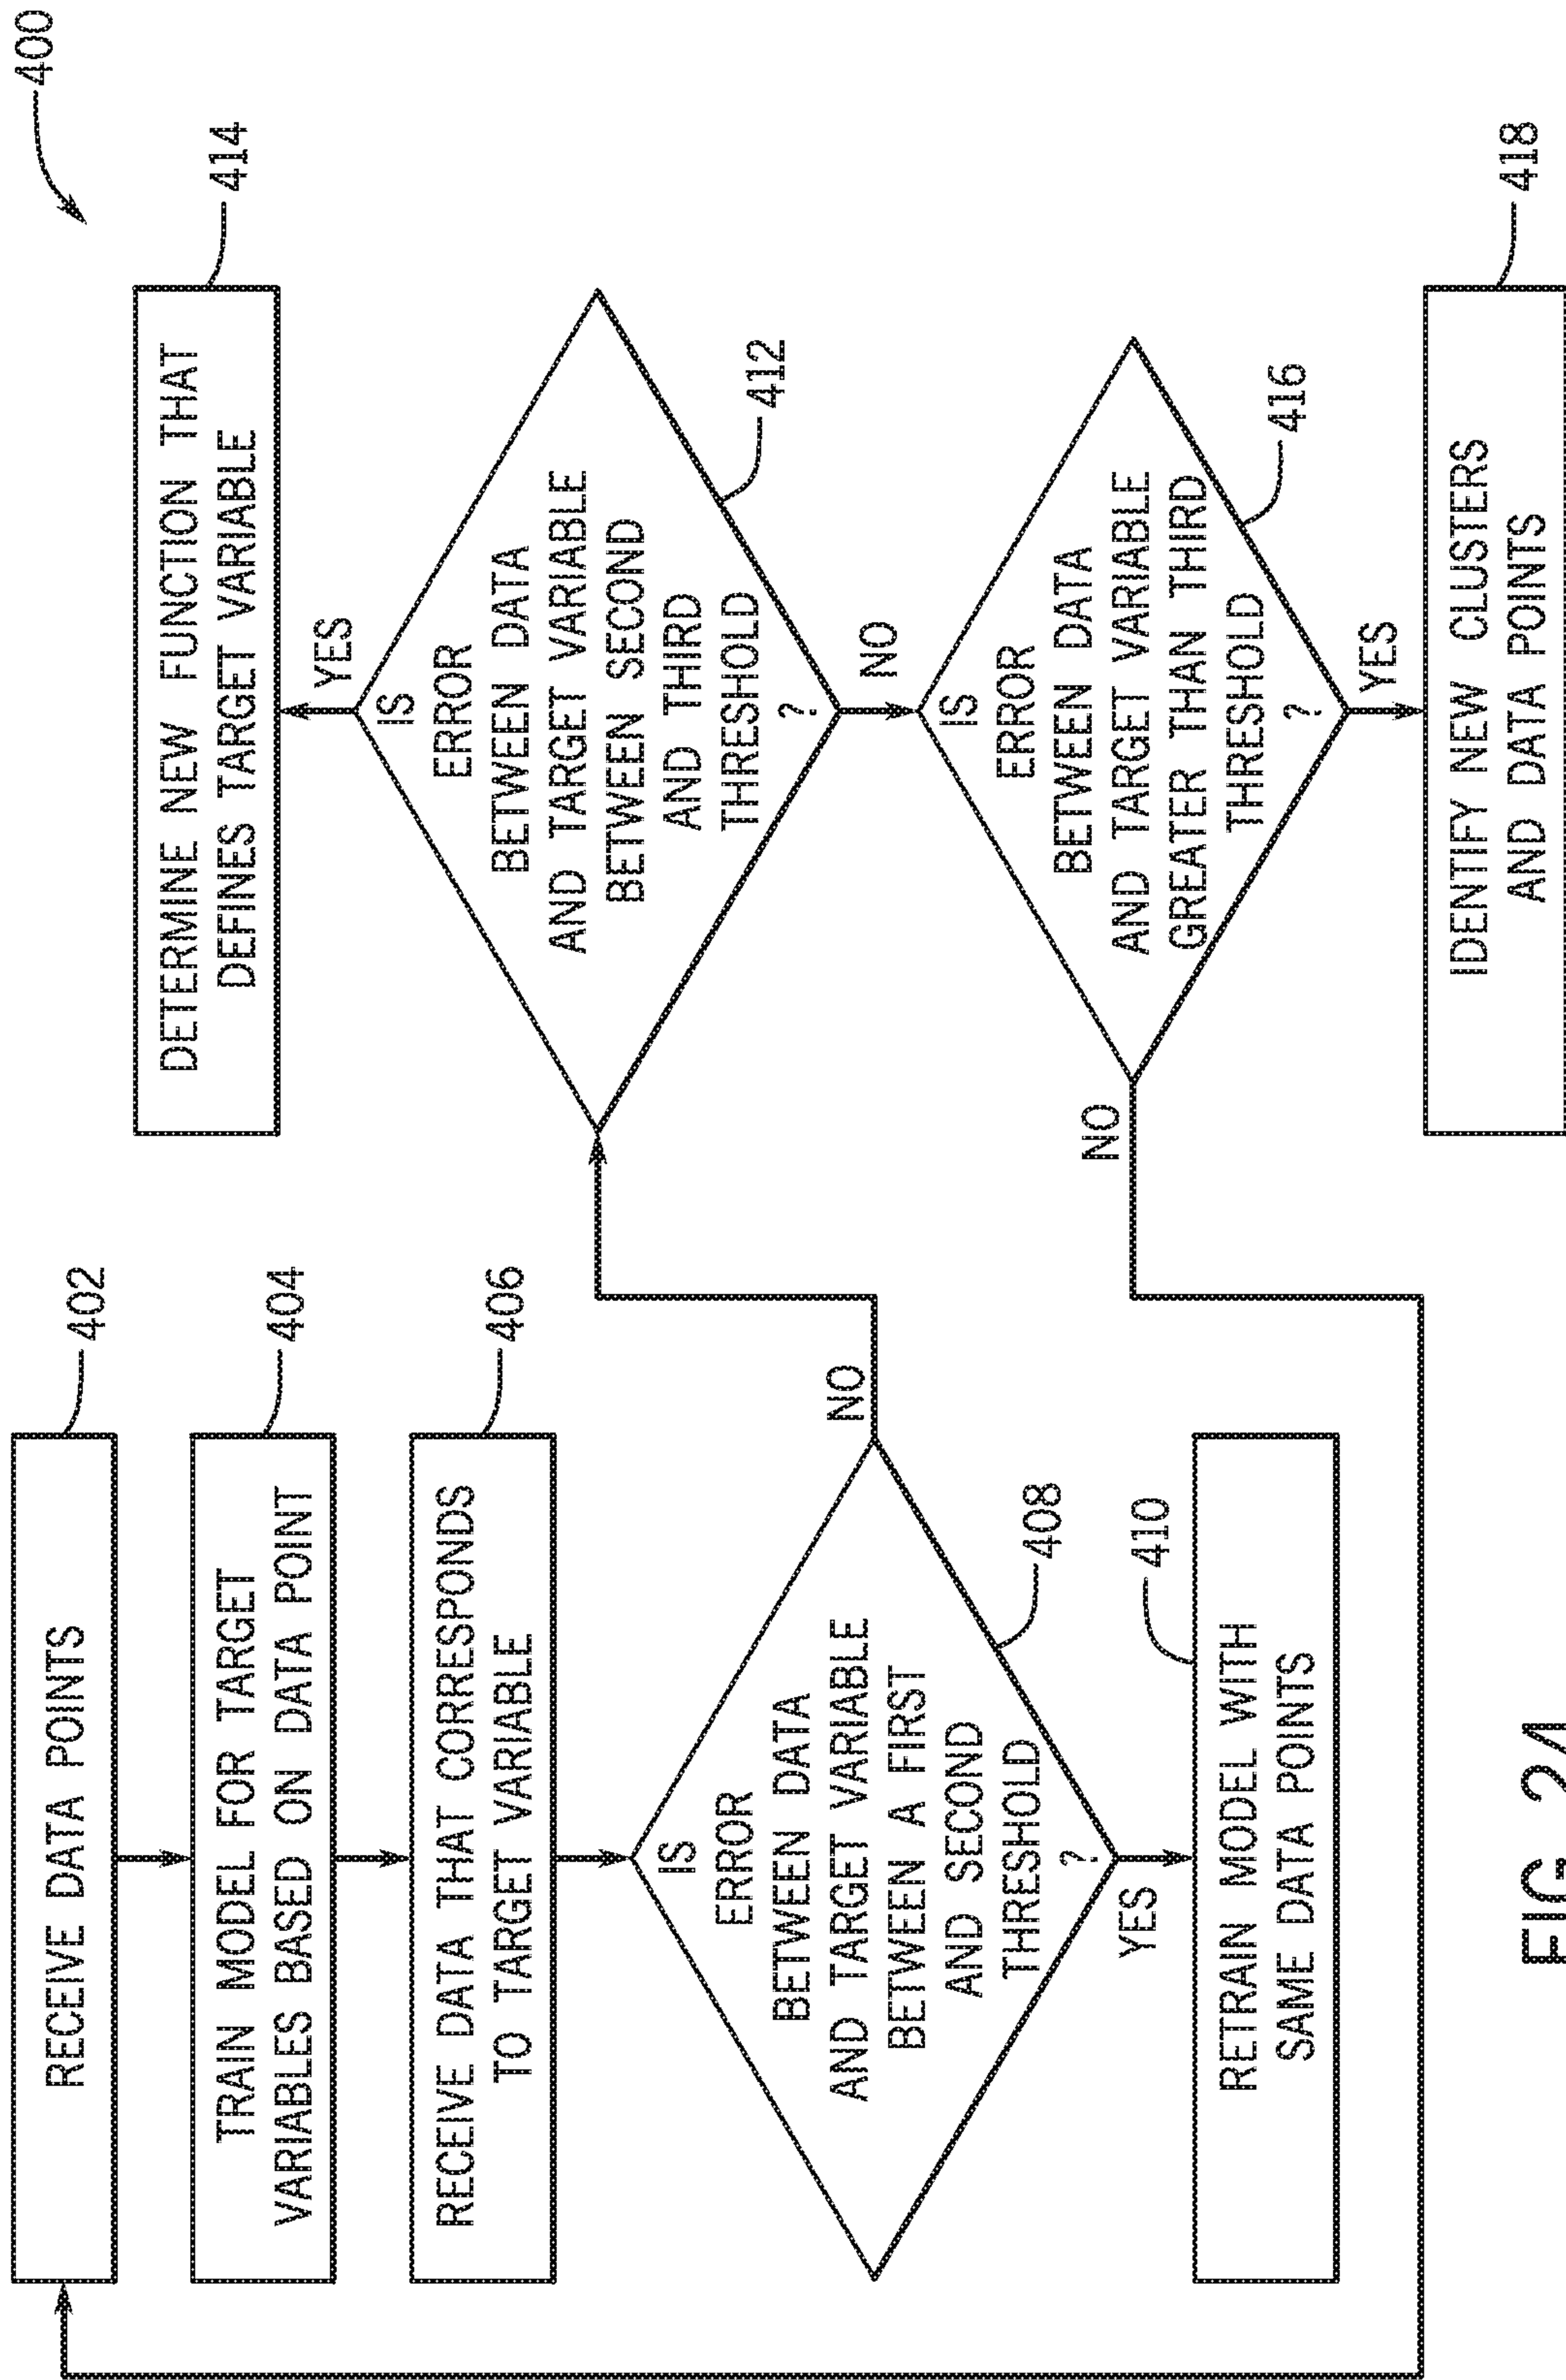 400
RECEIVE DATA POINTS
402
TRAIN MODEL FOR TARGET
VARIABLES BASED ON DATA POINT
404
RECEIVE DATA THAT CORRESPONDS
TO TARGET VARIABLE
406
IS
ERROR
BETWEEN DATA
AND TARGET VARIABLE
BETWEEN A FIRST
AND SECOND
THRESHOLD
?
408
NO
YES
410
RETRAIN MODEL WITH
SAME DATA POINTS
DETERMINE NEW FUNCTION THAT
DEFINES TARGET VARIABLE
414
YES
IS
ERROR
BETWEEN DATA
AND TARGET VARIABLE
BETWEEN SECOND
AND THIRD
THRESHOLD
?
412
NO
IS
ERROR
BETWEEN DATA
AND TARGET VARIABLE
GREATER THAN THIRD
THRESHOLD
?
416
NO
YES
IDENTIFY NEW CLUSTERS
AND DATA POINTS
418
FIG. 24